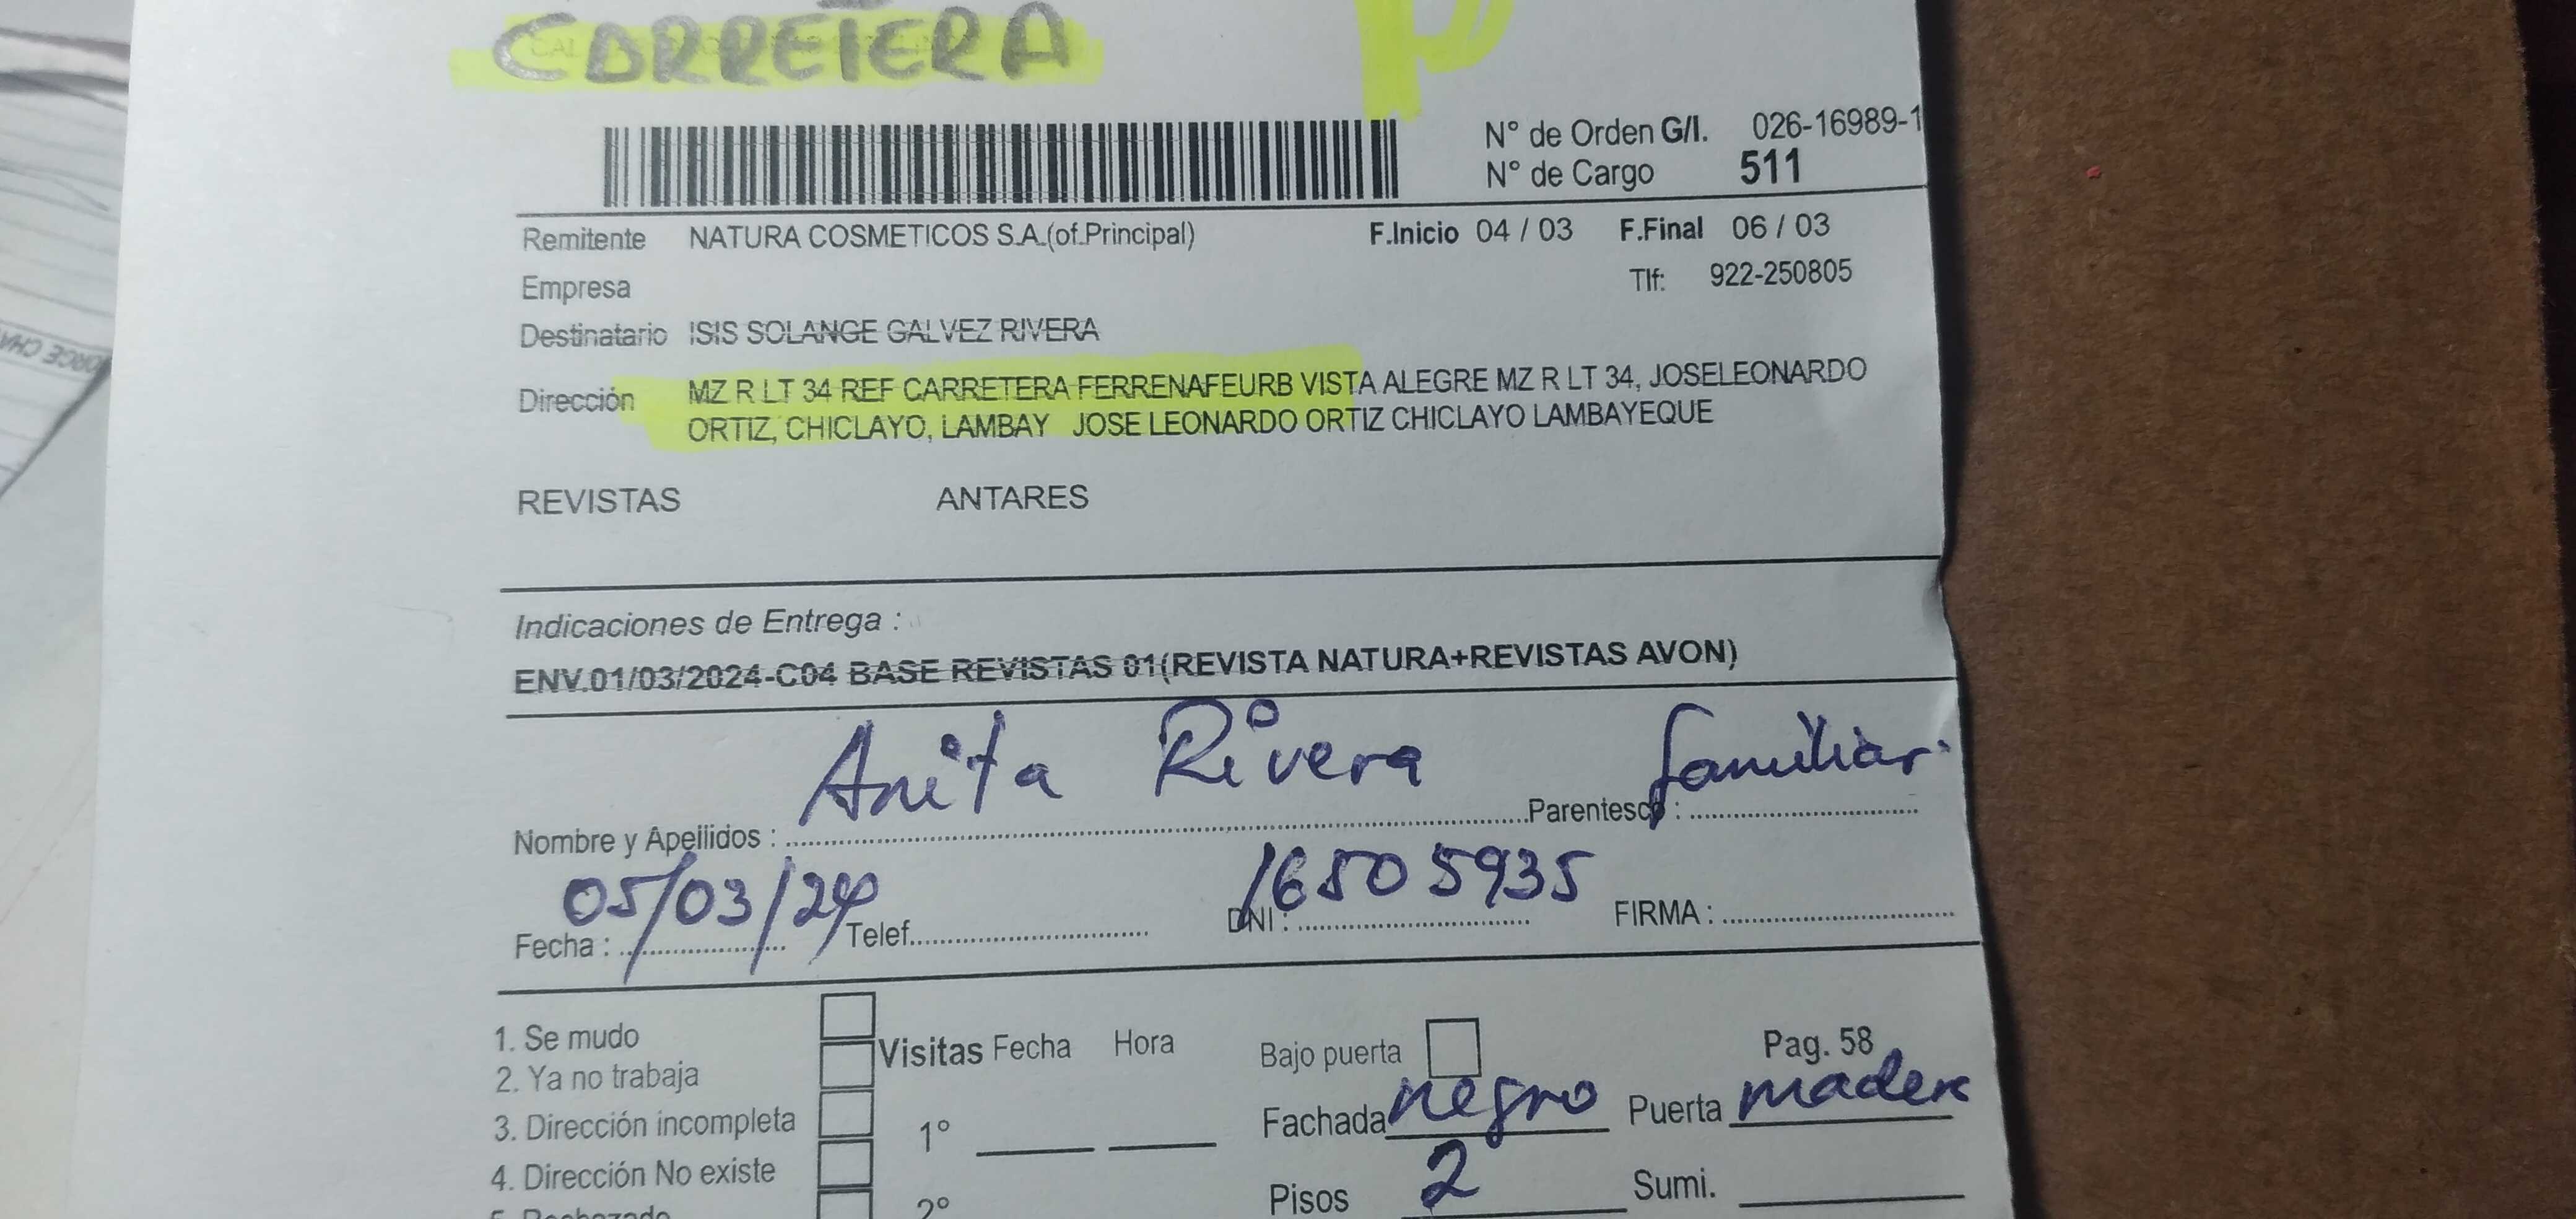 CARRETERA
N° de Orden G/I. 026-16989-1
N° de Cargo 511
Remitente NATURA COSMETICOS S.A.(of.Principal) F.Inicio 04 / 03 F.Final 06 / 03
Empresa Tlf: 922-250805
Destinatario ISIS SOLANGE GALVEZ RIVERA
Dirección MZ R LT 34 REF CARRETERA FERRENAFEURB VISTA ALEGRE MZ R LT 34, JOSELEONARDO
ORTIZ, CHICLAYO, LAMBAY JOSE LEONARDO ORTIZ CHICLAYO LAMBAYEQUE
REVISTAS ANTARES
Indicaciones de Entrega :
ENV.01/03/2024-C04 BASE REVISTAS 01(REVISTA NATURA+REVISTAS AVON)
Nombre y Apellidos : Anita Rivera Parentesco : familiar
Fecha : 05/03/24 Telef. DNI : 16505935 FIRMA :
1. Se mudo
2. Ya no trabaja
3. Dirección incompleta
4. Dirección No existe
Visitas Fecha Hora
1°
2°
Bajo puerta Pag. 58
Fachada negro Puerta madera
Pisos 2 Sumi.